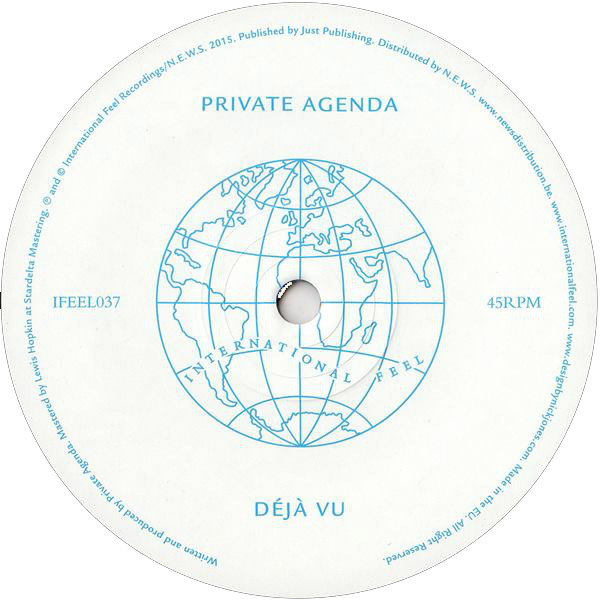 PRIVATE AGENDA
IFEEL037
45RPM
INTERNATIONAL FEEL
DÉJÀ VU
Written and produced by Private Agenda. Mastered by Lewis Hopkin at Stardelta Mastering. ℗ and © International Feel Recordings/N.E.W.S. 2015. Published by Just Publishing. Distributed by N.E.W.S. www.newsdistribution.be. www.internationalfeel.com. www.designbynickjones.com. Made in the EU. All Right Reserved.